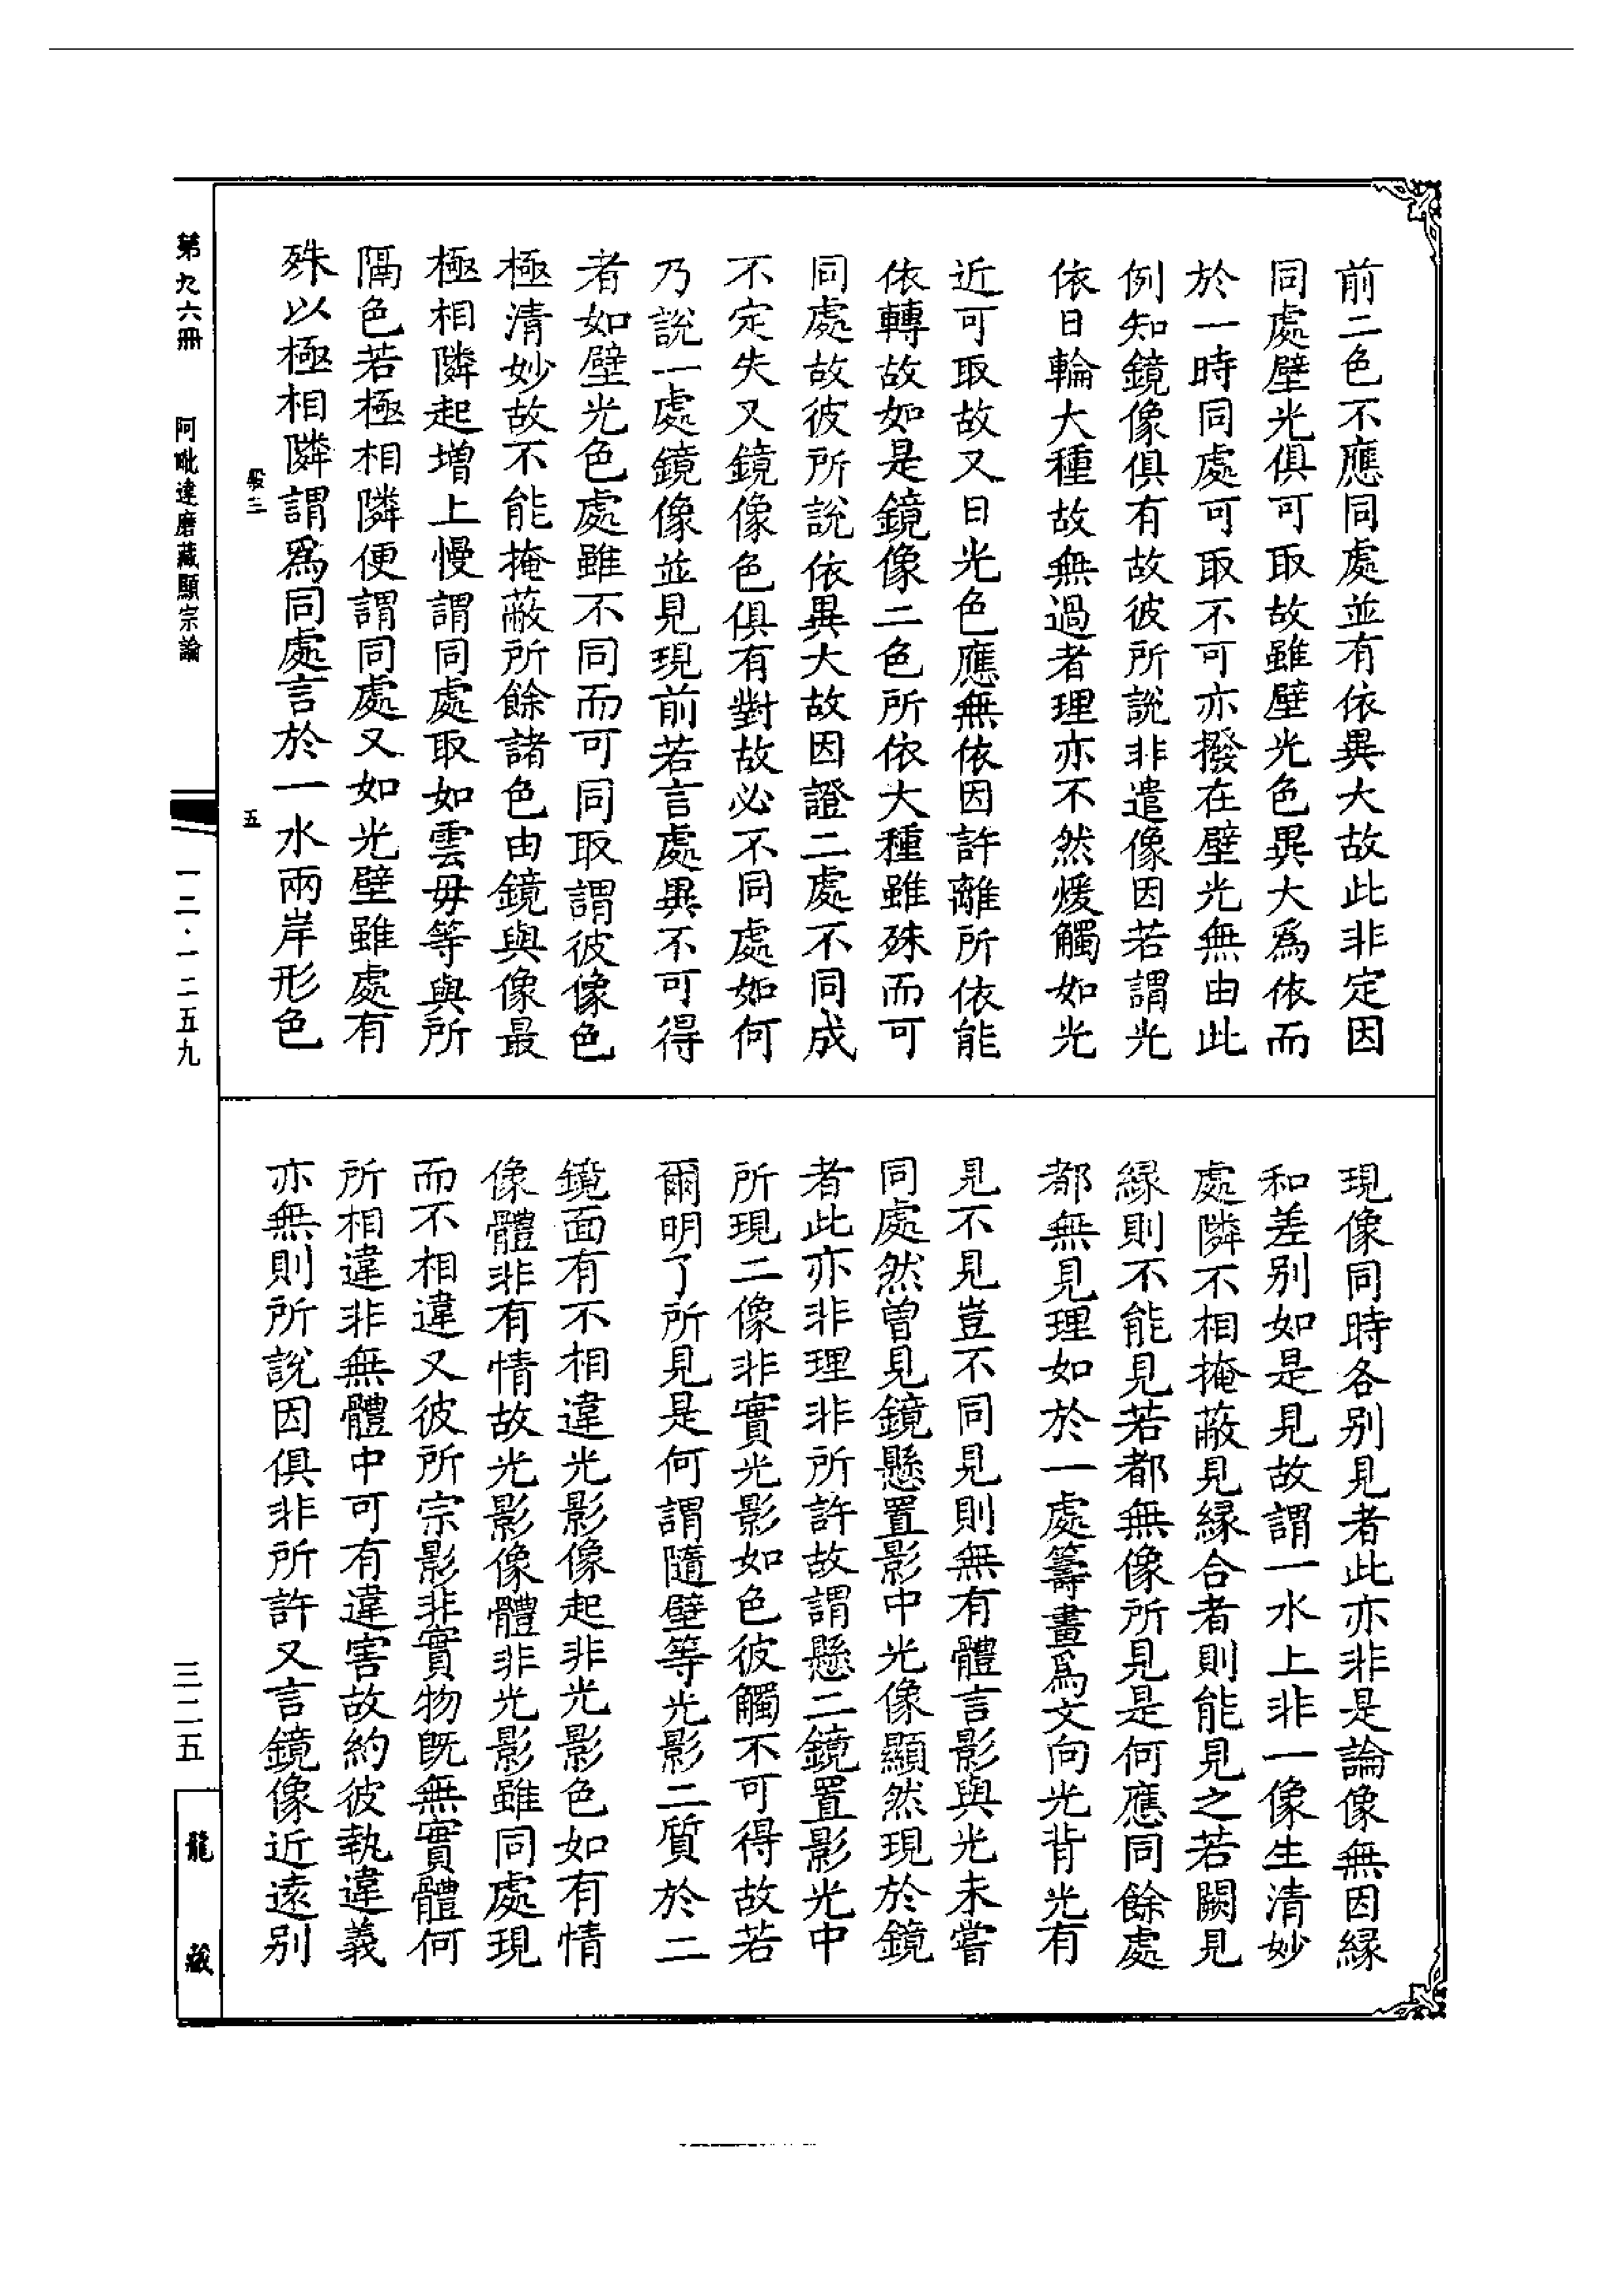 前二色不應同處並有依異大故此非定因
同處壁光俱可取故雖壁光色異大為依而
於一時同處可取不可亦撥在壁光無由此
例知鏡像俱有故彼所說非遣像因若謂光
依日輪大種故無過者理亦不然煖觸如光
近可取故又日光色應無依因許離所依能
依轉故如是鏡像二色所依大種雖殊而可
同處故彼所說依異大故因證二處不同成
不定失又鏡像色俱有對故必不同處如何
乃說一處鏡像並見現前若言處異不可得
者如壁光色處雖不同而可同取謂彼像色
極清妙故不能掩蔽所餘諸色由鏡與像最
極相隣起增上慢謂同處取如雲母等與所
隔色若極相隣便謂同處又如光壁雖處有
殊以極相隣謂爲同處言於一水兩岸形色
現像同時各別見者此亦非是論像無因緣
和差別如是見故謂一水上非一像生清妙
處隣不相掩蔽見緣合者則能見之若闕見
緣則不能見若都無像所見是何應同餘處
都無見理如於一處籌畫爲文向光背光有
見不見豈不同見則無有體言影與光未嘗
同處然曾見鏡懸置影中光像顯然現於鏡
者此亦非理非所許故謂懸二鏡置影光中
所現二像非實光影如色彼觸不可得故若
爾明了所見是何謂隨壁等光影二質於二
鏡面有不相違光影像起非光影色如有情
像體非有情故光影像體非光影雖同處現
而不相違又彼所宗影非實物既無實體何
所相違非無體中可有違害故約彼執違義
亦無則所說因俱非所許又言鏡像近遠別
第九六冊 阿毗達磨藏顯宗論
五
一二·一二五九
三二五
龍藏